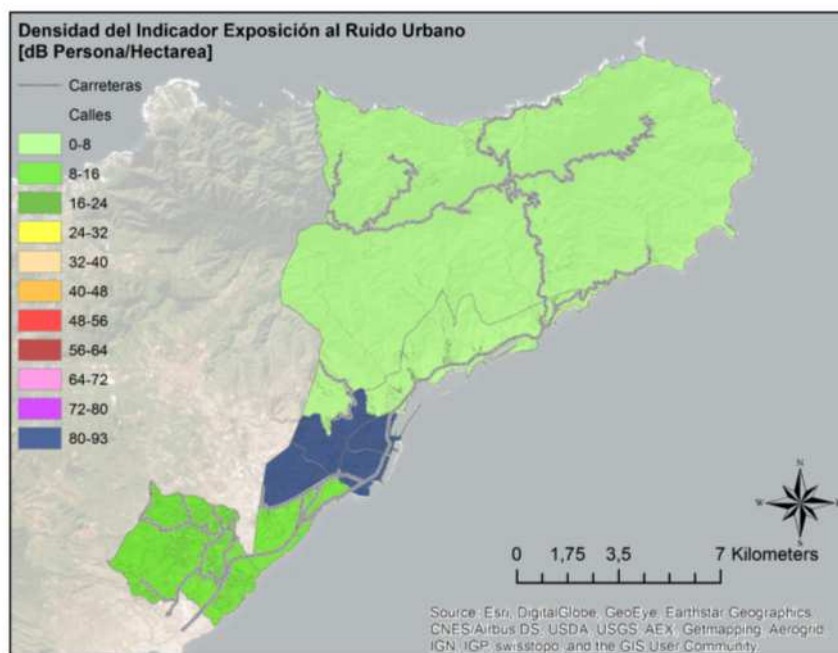 Densidad del Indicador Exposición al Ruido Urbano
[dB Persona/Hectarea]
Carreteras
Calles
0-8
8-16
16-24
24-32
32-40
40-48
48-56
56-64
64-72
72-80
80-93
N
W
E
S
0 1,75 3,5 7 Kilometers
Source: Esri, DigitalGlobe, GeoEye, Earthstar Geographics,
CNES/Airbus DS, USDA, USGS, AEX, Getmapping, Aerogrid,
IGN, IGP, swisstopo, and the GIS User Community